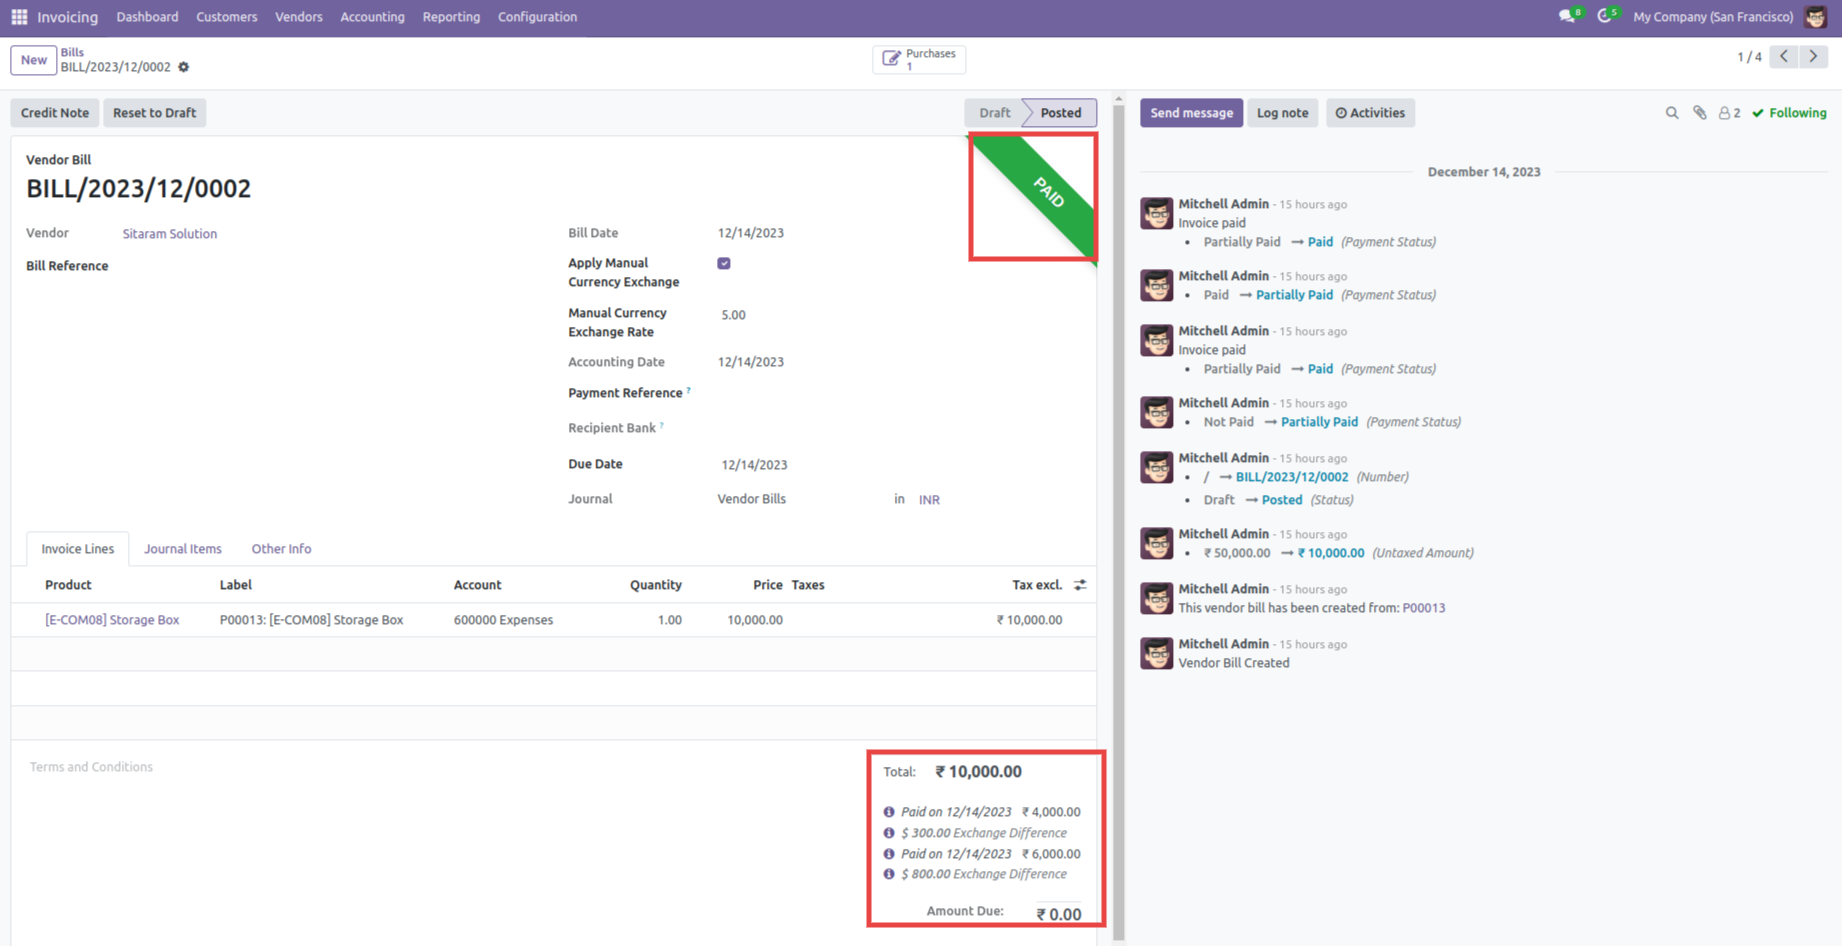 Invoicing Dashboard Customers Vendors Accounting Reporting Configuration
8 5 My Company (San Francisco)
New
Bills
BILL/2023/12/0002
Purchases
1
1 / 4
Credit Note Reset to Draft
Draft Posted
Send message Log note Activities
2 Following
Vendor Bill
BILL/2023/12/0002
PAID
Vendor Sitaram Solution
Bill Reference
Bill Date 12/14/2023
Apply Manual
Currency Exchange
Manual Currency
Exchange Rate
5.00
Accounting Date 12/14/2023
Payment Reference ?
Recipient Bank ?
Due Date 12/14/2023
Journal Vendor Bills in INR
Invoice Lines Journal Items Other Info
Product Label Account Quantity Price Taxes Tax excl.
[E-COM08] Storage Box P00013: [E-COM08] Storage Box 600000 Expenses 1.00 10,000.00 ₹ 10,000.00
Terms and Conditions
Total: ₹ 10,000.00
Paid on 12/14/2023 ₹ 4,000.00
$ 300.00 Exchange Difference
Paid on 12/14/2023 ₹ 6,000.00
$ 800.00 Exchange Difference
Amount Due: ₹ 0.00
December 14, 2023
Mitchell Admin - 15 hours ago
Invoice paid
• Partially Paid → Paid (Payment Status)
Mitchell Admin - 15 hours ago
• Paid → Partially Paid (Payment Status)
Mitchell Admin - 15 hours ago
Invoice paid
• Partially Paid → Paid (Payment Status)
Mitchell Admin - 15 hours ago
• Not Paid → Partially Paid (Payment Status)
Mitchell Admin - 15 hours ago
• / → BILL/2023/12/0002 (Number)
• Draft → Posted (Status)
Mitchell Admin - 15 hours ago
• ₹ 50,000.00 → ₹ 10,000.00 (Untaxed Amount)
Mitchell Admin - 15 hours ago
This vendor bill has been created from: P00013
Mitchell Admin - 15 hours ago
Vendor Bill Created